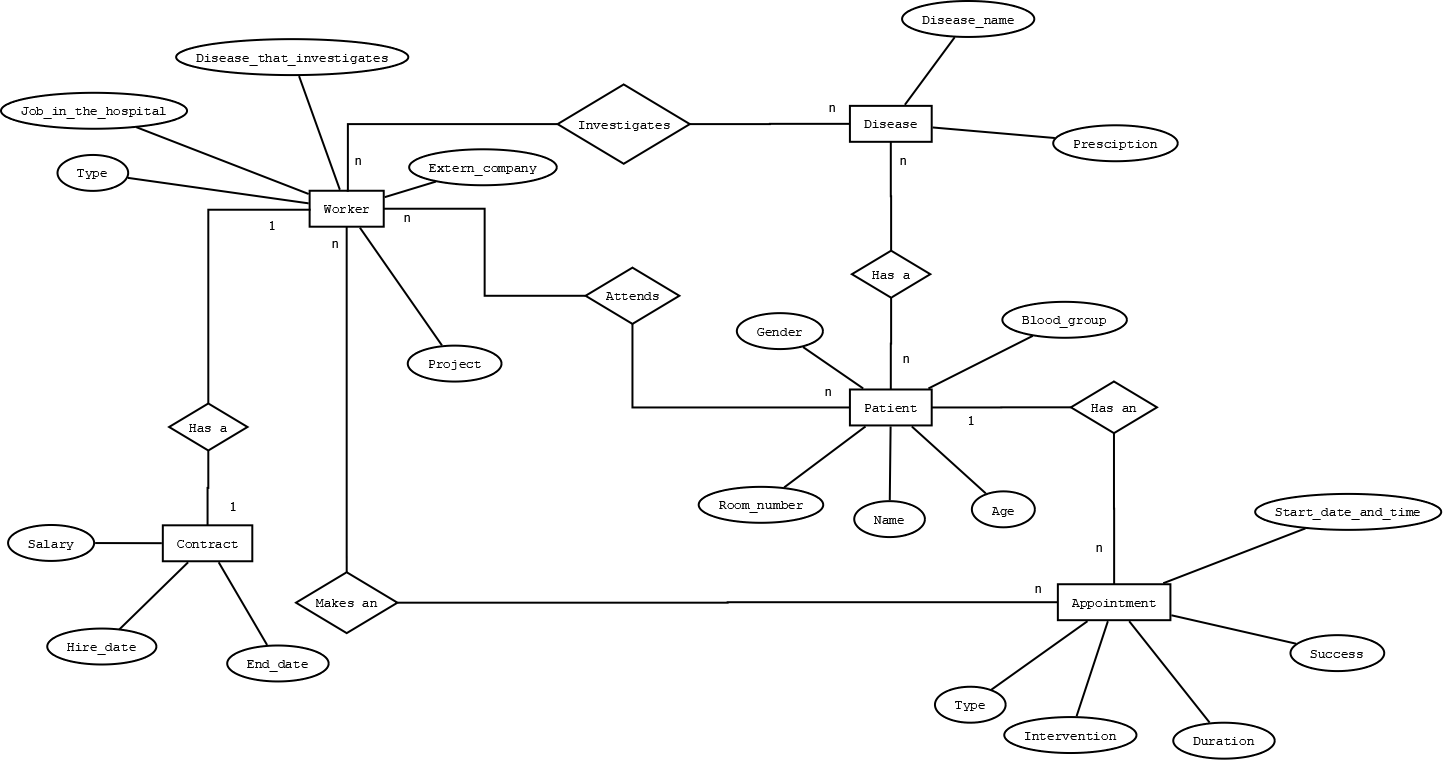 Disease_name
Disease_that_investigates
Job_in_the_hospital
n
Investigates
Disease
Presciption
Type
n
Extern_company
n
Worker
n
1
n
Has a
Attends
Gender
Blood_group
Project
n
n
Patient
Has an
1
Has a
1
Room_number
Name
Age
Start_date_and_time
Salary
Contract
n
n
Makes an
Appointment
Hire_date
End_date
Success
Type
Intervention
Duration